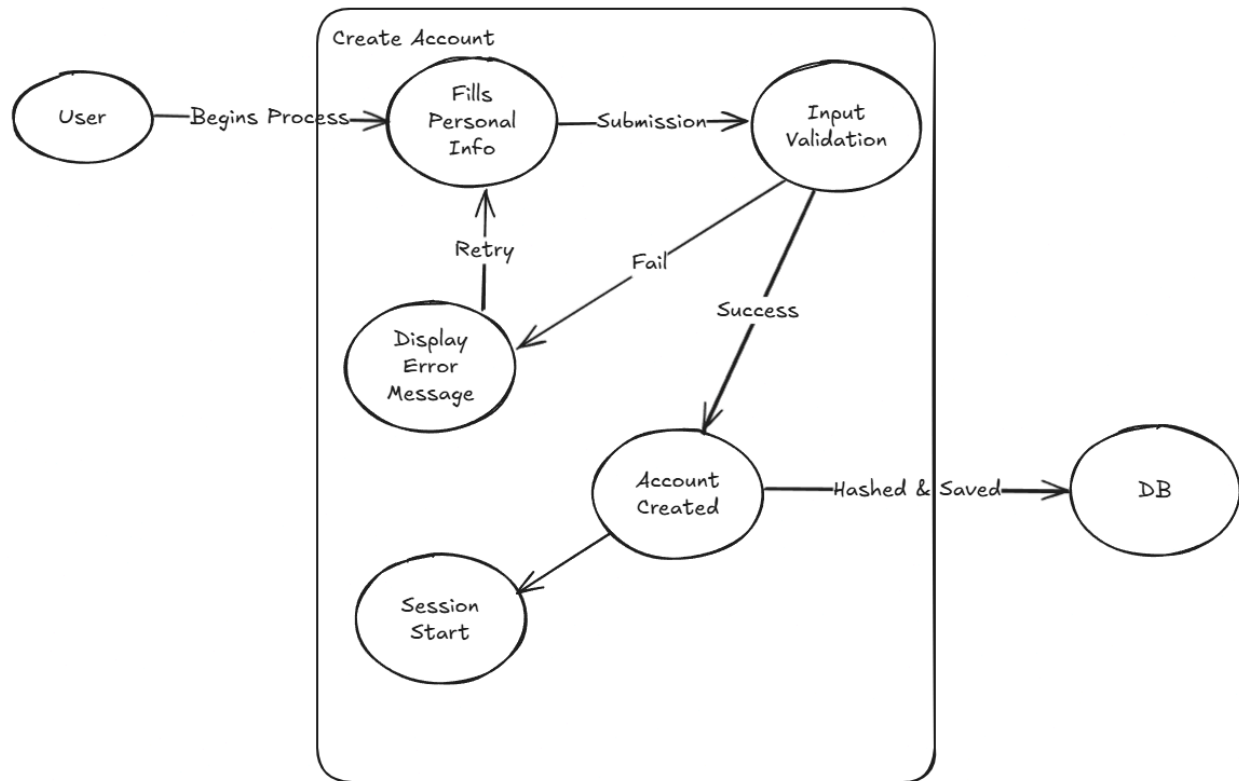 Create Account
User
Begins Process
Fills
Personal
Info
Submission
Input
Validation
Retry
Fail
Success
Display
Error
Message
Account
Created
Hashed & Saved
DB
Session
Start